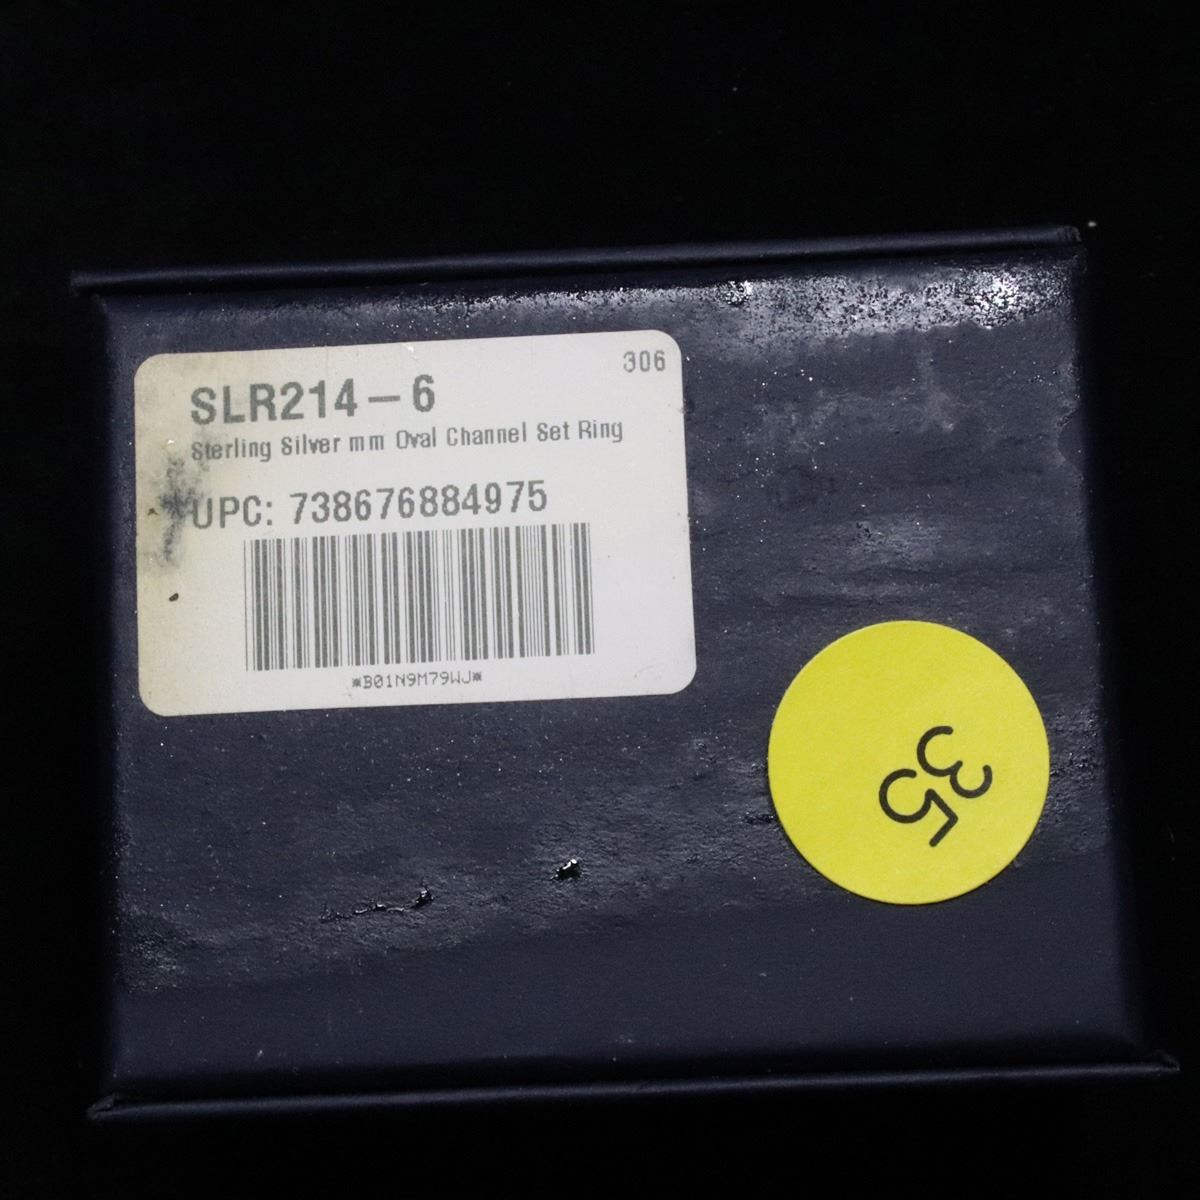 306
SLR214-6
Sterling Silver mm Oval Channel Set Ring
UPC: 738676884975
*B01N9M79WJ*
35